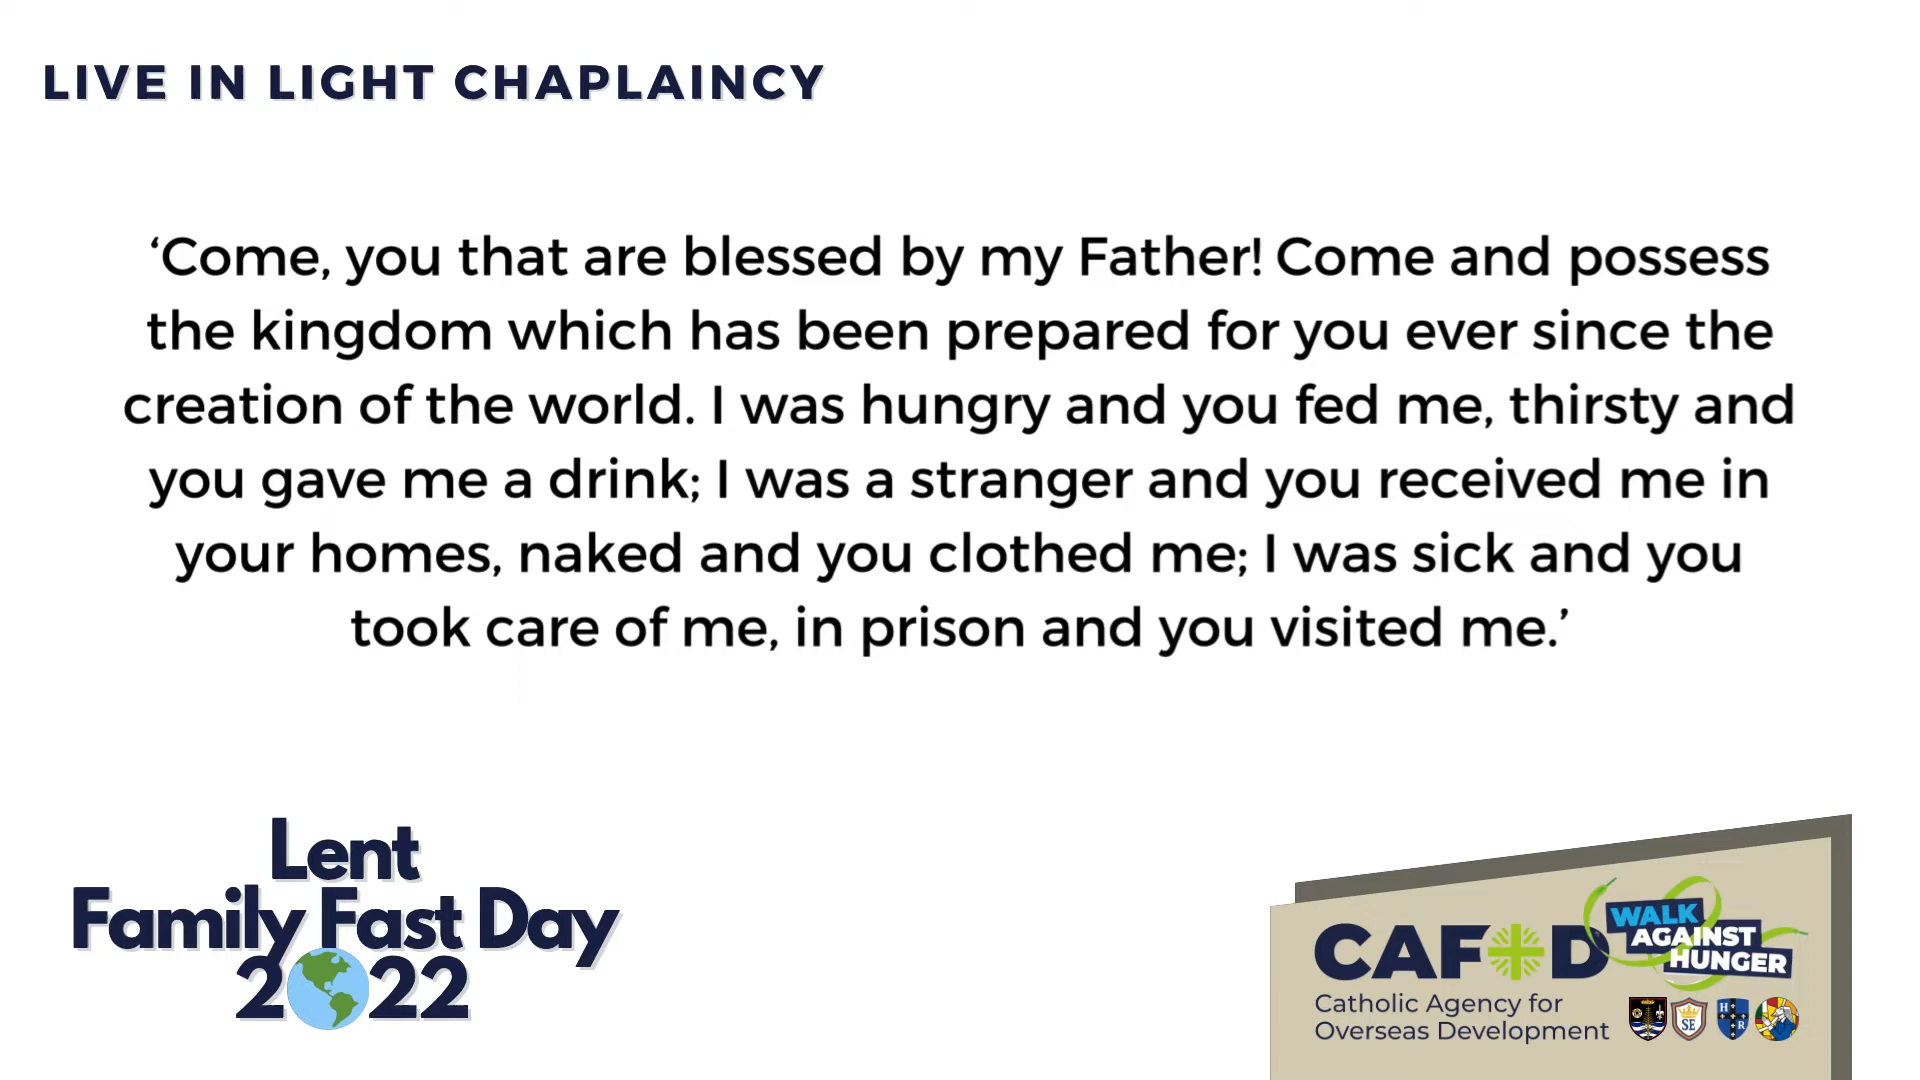 LIVE IN LIGHT CHAPLAINCY
‘Come, you that are blessed by my Father! Come and possess
the kingdom which has been prepared for you ever since the
creation of the world. I was hungry and you fed me, thirsty and
you gave me a drink; I was a stranger and you received me in
your homes, naked and you clothed me; I was sick and you
took care of me, in prison and you visited me.’
Lent
Family Fast Day
2022
CAFOD
Catholic Agency for
Overseas Development
WALK
AGAINST
HUNGER
SE
H
R